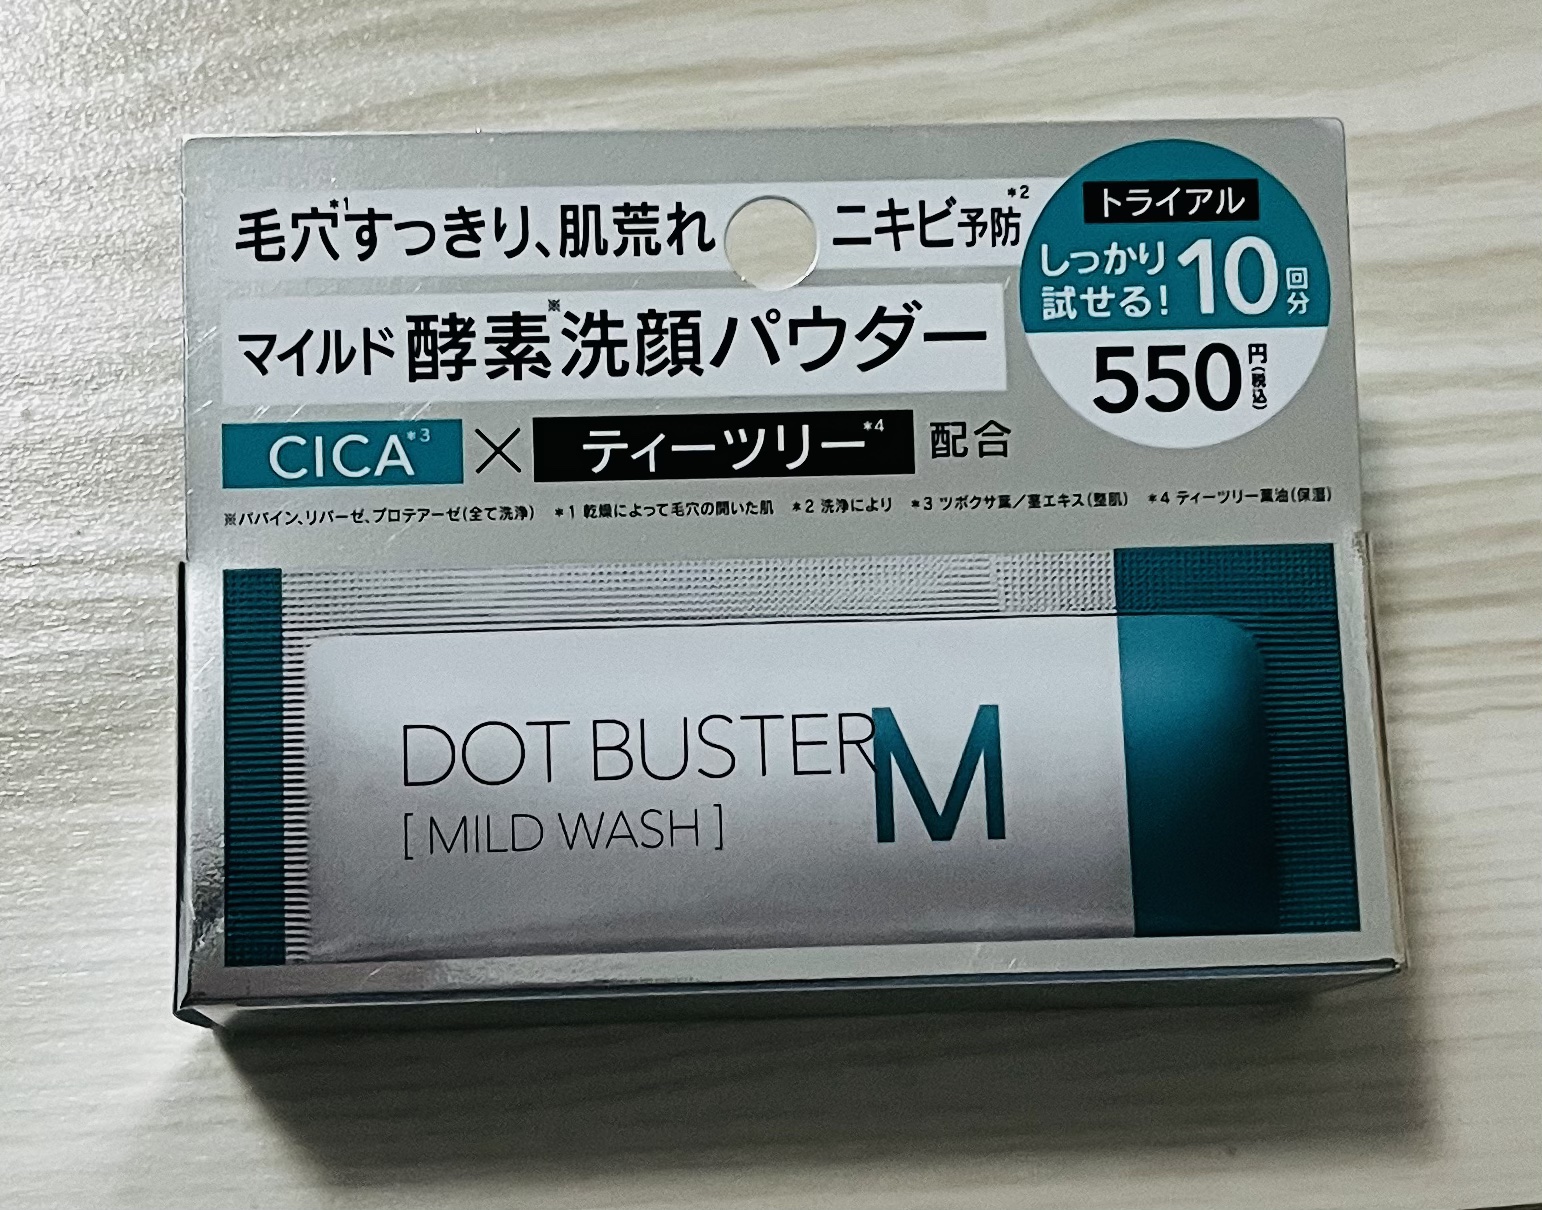 毛穴*1すっきり、肌荒れ ニキビ予防*2
マイルド酵素※洗顔パウダー
CICA*3×ティーツリー*4配合
※パパイン、リパーゼ、プロテアーゼ(全て洗浄) *1 乾燥によって毛穴の開いた肌 *2 洗浄により *3 ツボクサ葉/茎エキス(整肌) *4 ティーツリー葉油(保湿)
トライアル
しっかり
試せる!10回分
550円(税込)
DOT BUSTER M
[MILD WASH]